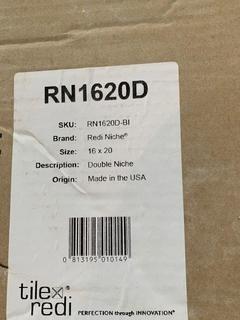 RN1620D
SKU: RN1620D-BI
Brand: Redi Niche®
Size: 16 x 20
Description: Double Niche
Origin: Made in the USA
0 813195 010149
tile redi
PERFECTION through INNOVATION®